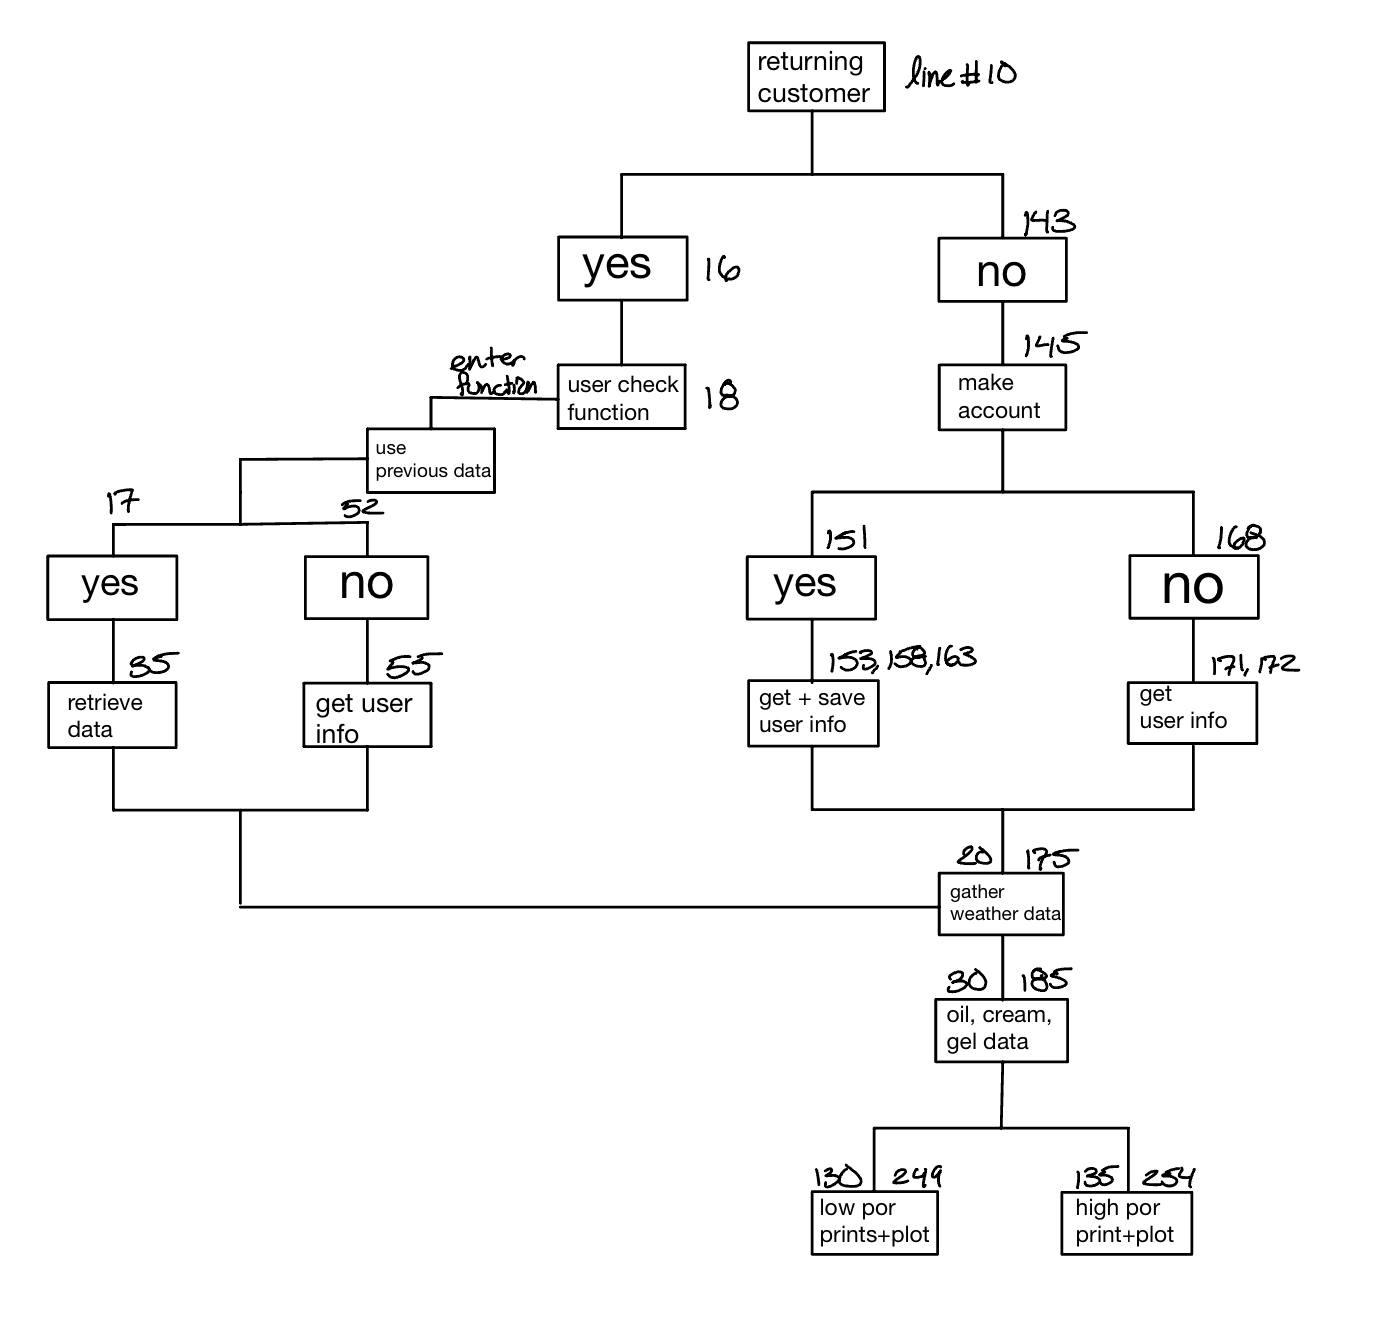 returning
customer
line #10
143
yes
16
no
145
enter
function
user check
function
18
make
account
use
previous data
17
52
151
168
yes
no
yes
no
35
55
153, 158, 163
171, 172
retrieve
data
get user
info
get + save
user info
get
user info
20
175
gather
weather data
30
185
oil, cream,
gel data
130
249
135
254
low por
prints+plot
high por
print+plot